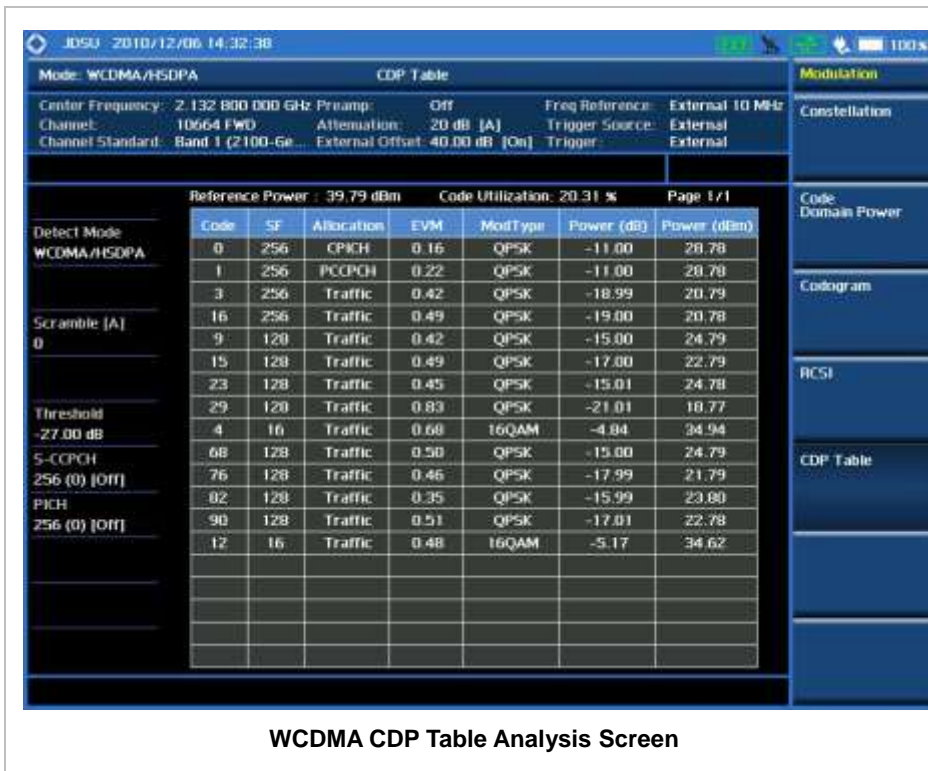 JDSU 2010/12/06 14:32:38
100%
Mode: WCDMA/HSDPA CDP Table
Modulation
Center Frequency: 2.132 800 000 GHz Preamp: Off Freq Reference: External 10 MHz
Channel: 10664 FWD Attenuation: 20 dB [A] Trigger Source: External
Channel Standard: Band 1 (2100-Ge... External Offset: 40.00 dB [On] Trigger: External
Constellation
Code Domain Power
Codogram
RCSI
CDP Table
Reference Power : 39.79 dBm Code Utilization: 20.31 % Page 1/1
Detect Mode
WCDMA/HSDPA
Scramble [A]
0
Threshold
-27.00 dB
S-CCPCH
256 (0) [Off]
PICH
256 (0) [Off]
Code SF Allocation EVM ModType Power (dB) Power (dBm)
0 256 CPICH 0.16 QPSK -11.00 28.78
1 256 PCCPCH 0.22 QPSK -11.00 28.78
3 256 Traffic 0.42 QPSK -18.99 20.79
16 256 Traffic 0.49 QPSK -19.00 20.78
9 128 Traffic 0.42 QPSK -15.00 24.79
15 128 Traffic 0.49 QPSK -17.00 22.79
23 128 Traffic 0.45 QPSK -15.01 24.78
29 128 Traffic 0.83 QPSK -21.01 18.77
4 16 Traffic 0.68 16QAM -4.84 34.94
68 128 Traffic 0.50 QPSK -15.00 24.79
76 128 Traffic 0.46 QPSK -17.99 21.79
82 128 Traffic 0.35 QPSK -15.99 23.80
90 128 Traffic 0.51 QPSK -17.01 22.78
12 16 Traffic 0.48 16QAM -5.17 34.62
WCDMA CDP Table Analysis Screen